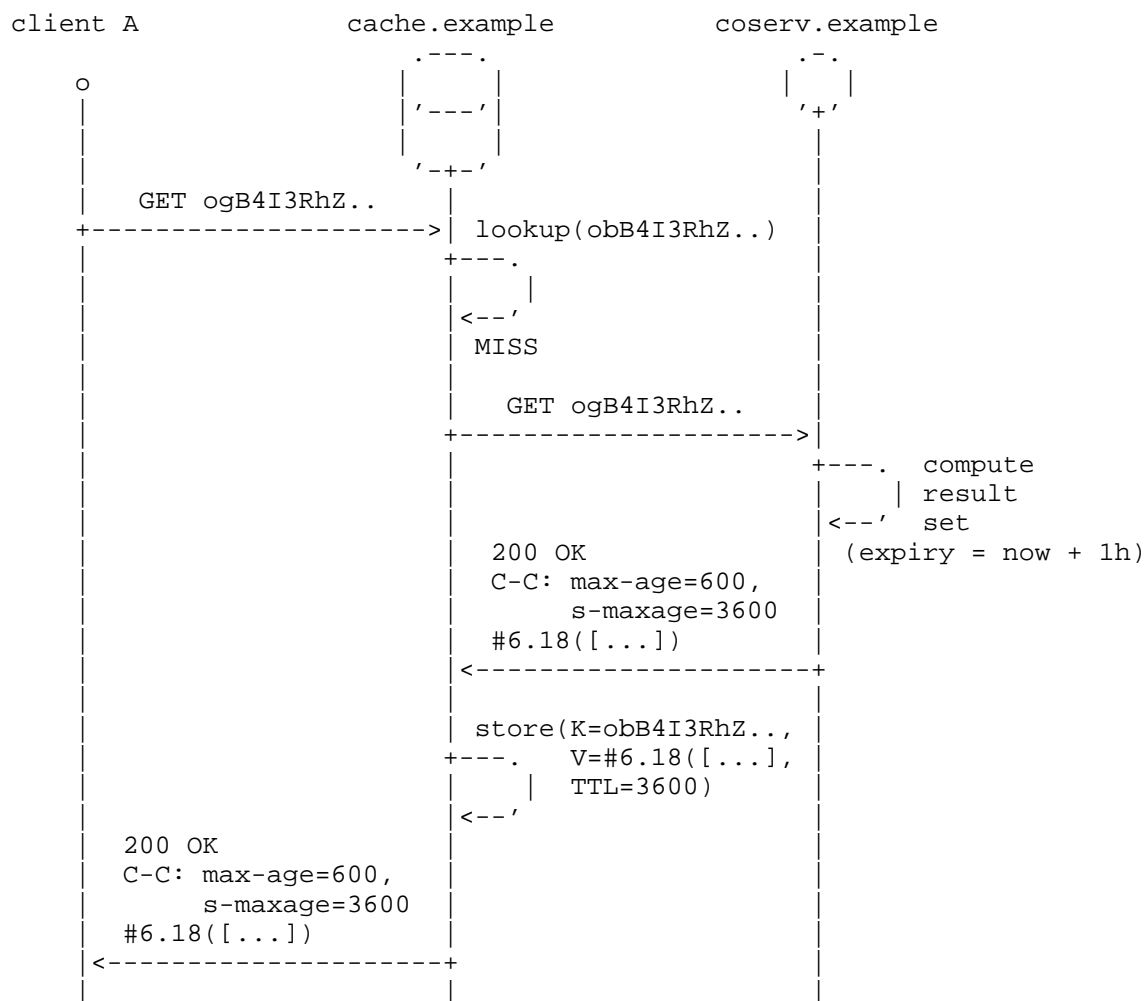 client A cache.example coserv.example
GET ogB4I3RhZ..
lookup(obB4I3RhZ..)
MISS
GET ogB4I3RhZ..
compute
result
set
200 OK (expiry = now + 1h)
C-C: max-age=600,
s-maxage=3600
#6.18([...])
store(K=obB4I3RhZ..,
V=#6.18([...],
TTL=3600)
200 OK
C-C: max-age=600,
s-maxage=3600
#6.18([...])